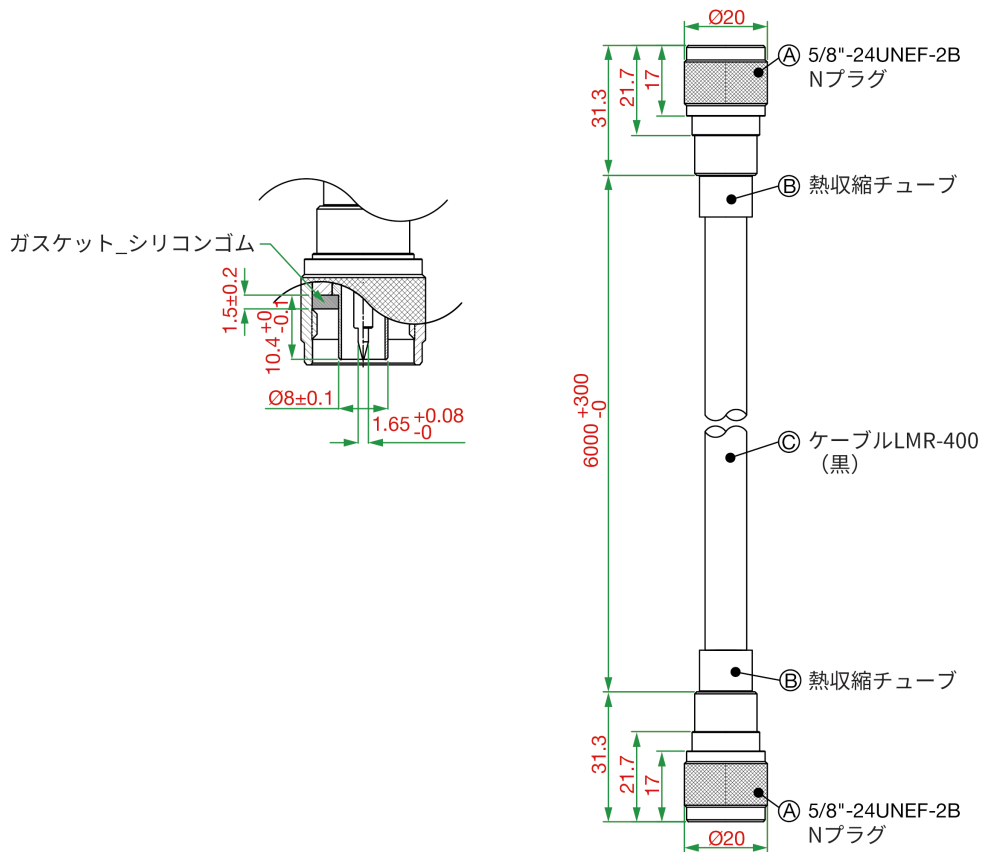 Ø20
Ⓐ 5/8"-24UNEF-2B
Nプラグ
31.3
21.7
17
Ⓑ 熱収縮チューブ
ガスケット_シリコンゴム
1.5±0.2
10.4 +0
-0.1
Ø8±0.1
1.65 +0.08
-0
6000 +300
-0
Ⓒ ケーブルLMR-400
（黒）
Ⓑ 熱収縮チューブ
31.3
21.7
17
Ⓐ 5/8"-24UNEF-2B
Nプラグ
Ø20